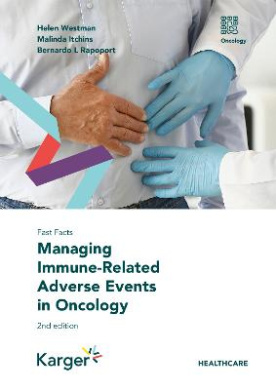 Helen Westman
Malinda Itchins
Bernardo L Rapoport
Oncology
Fast Facts
Managing
Immune-Related
Adverse Events
in Oncology
2nd edition
Karger
HEALTHCARE